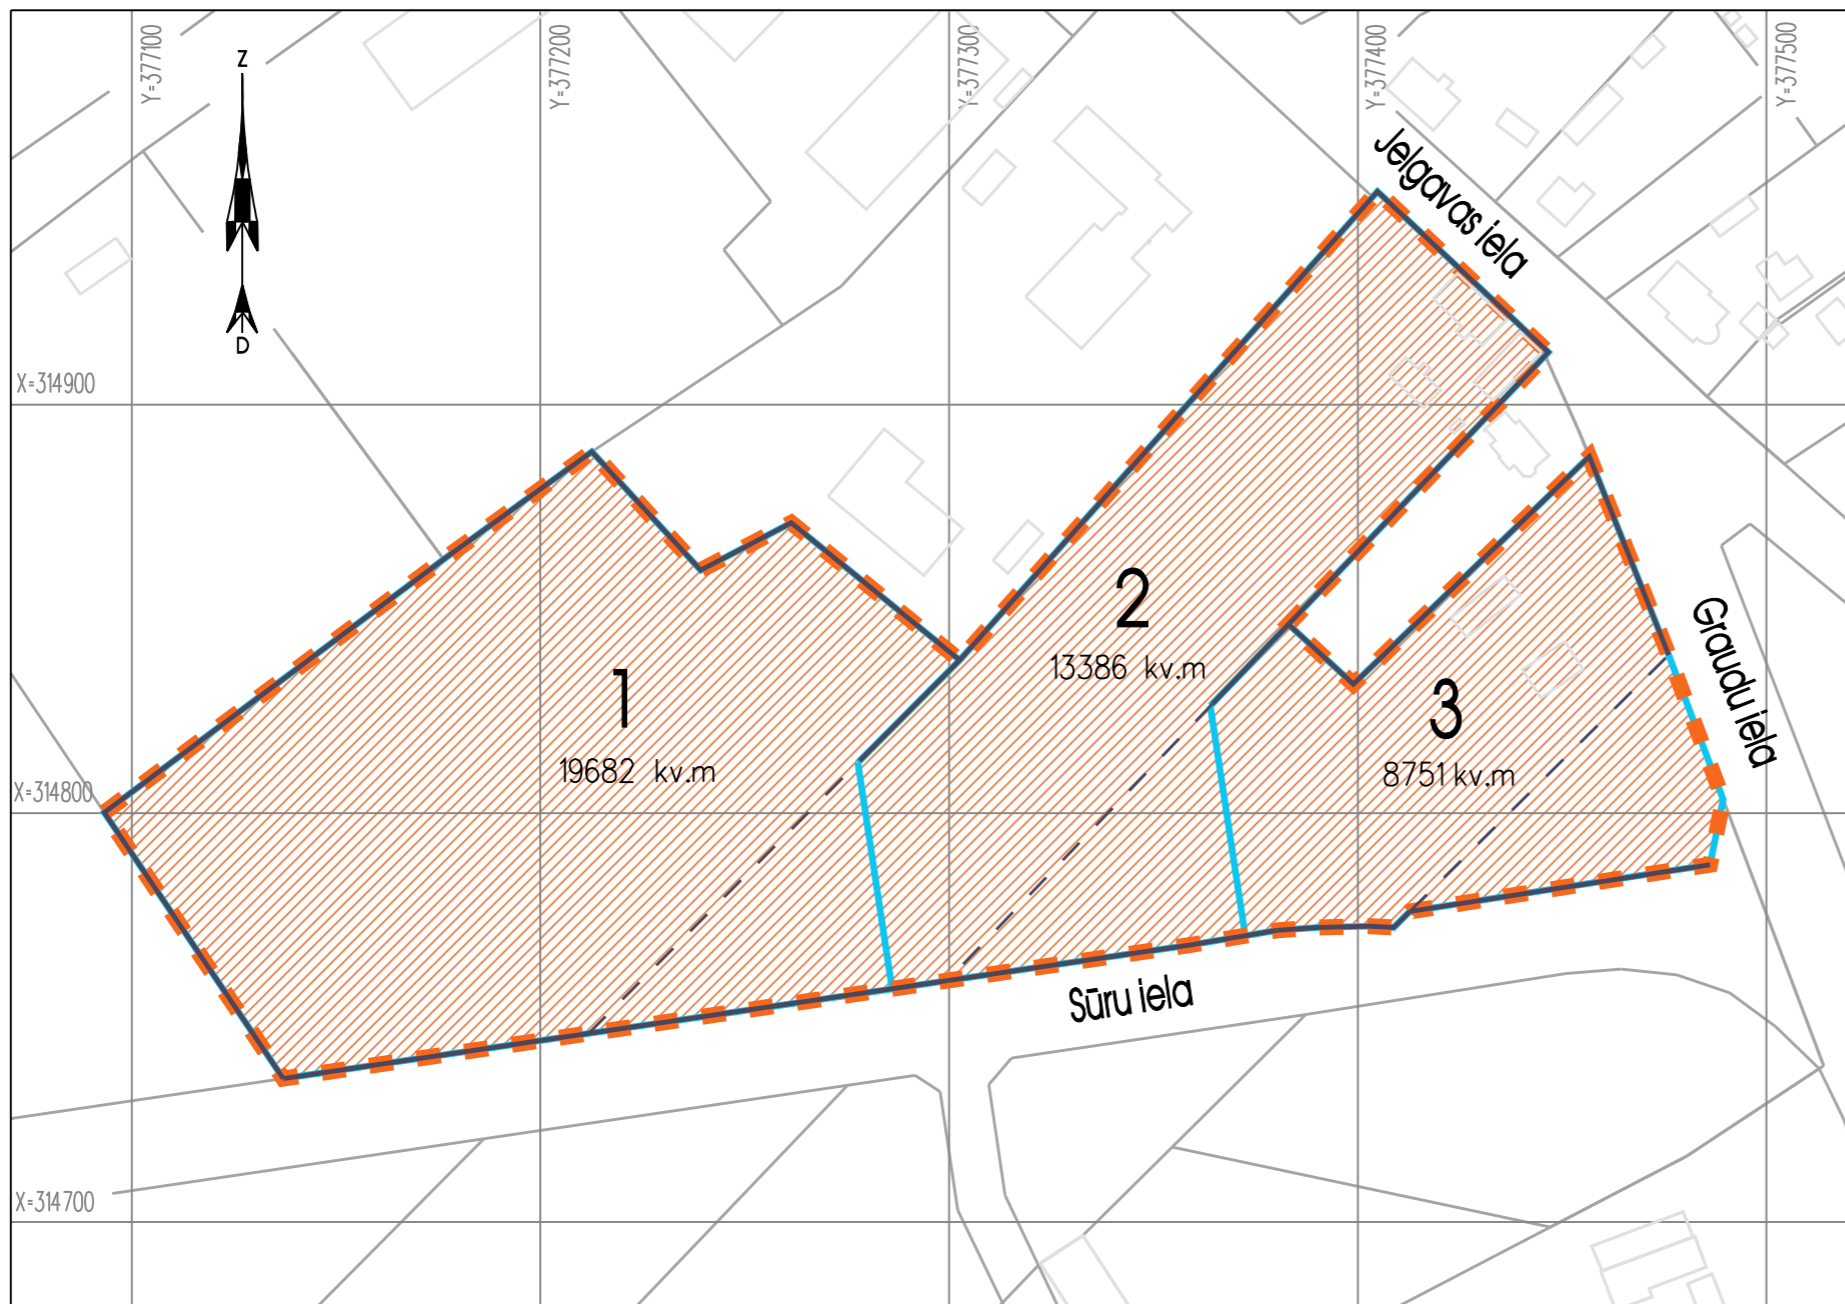 Y=377100
Y=377200
Y=377300
Y=377400
Y=377500
Z
D
Jelgavas iela
X=314900
2
13386 kv.m
1
19682 kv.m
3
8751 kv.m
Graudu iela
X=314800
Sūru iela
X=314700